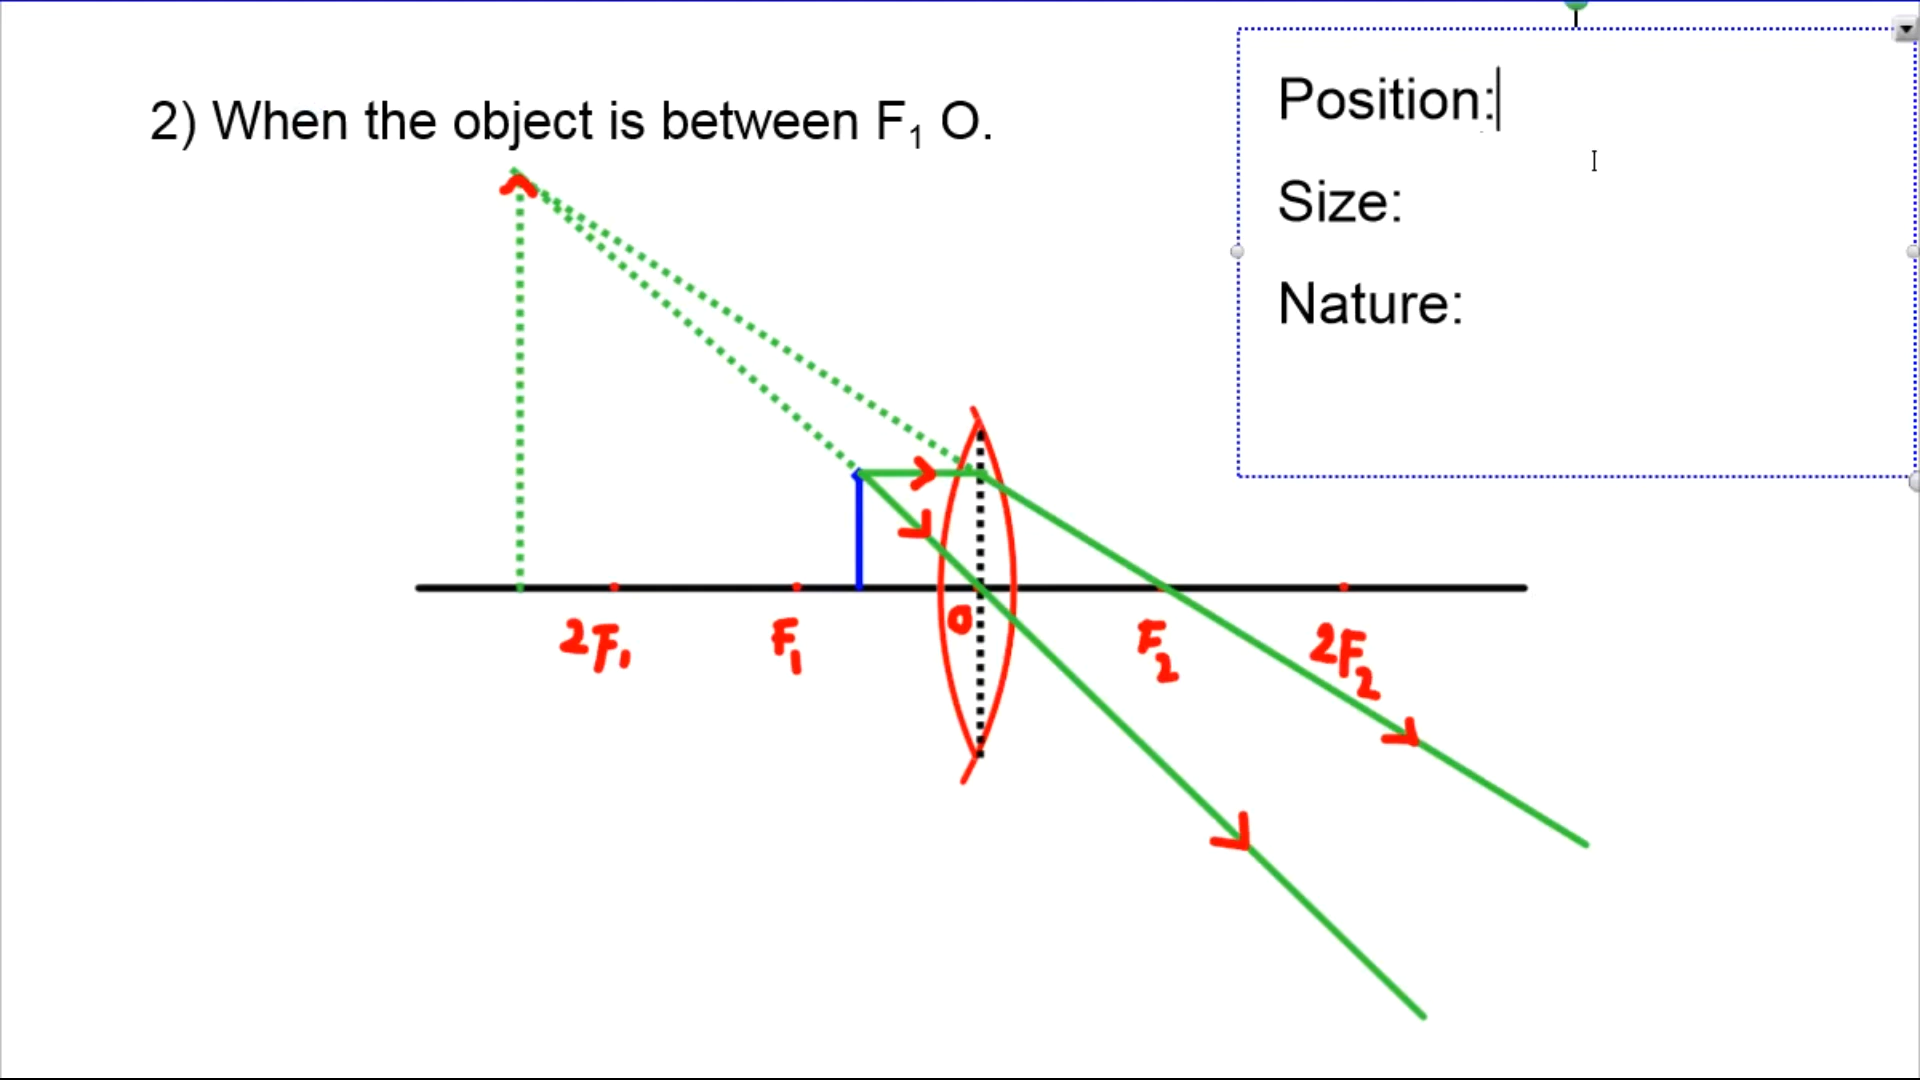 2) When the object is between F₁ O.
Position:
Size:
Nature:
2F₁
F₁
O
F₂
2F₂